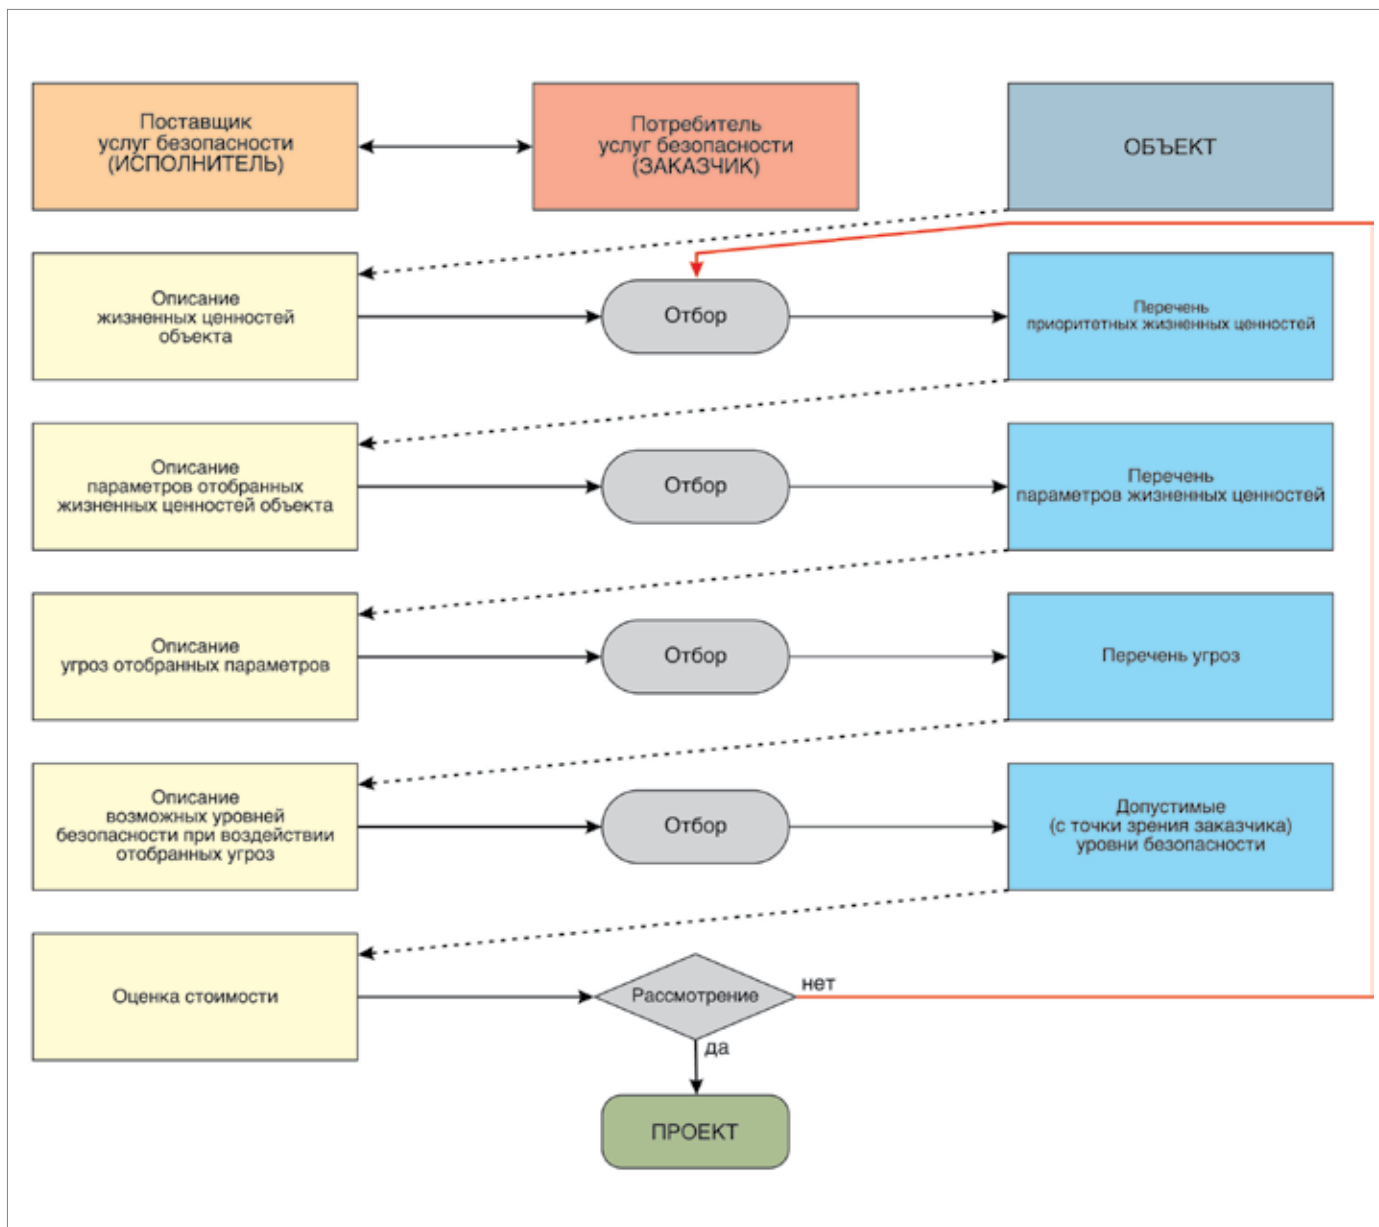 Поставщик
услуг безопасности
(ИСПОЛНИТЕЛЬ)
Потребитель
услуг безопасности
(ЗАКАЗЧИК)
ОБЪЕКТ
Описание
жизненных ценностей
объекта
Отбор
Перечень
приоритетных жизненных ценностей
Описание
параметров отобранных
жизненных ценностей объекта
Отбор
Перечень
параметров жизненных ценностей
Описание
угроз отобранных параметров
Отбор
Перечень угроз
Описание
возможных уровней
безопасности при воздействии
отобранных угроз
Отбор
Допустимые
(с точки зрения заказчика)
уровни безопасности
Оценка стоимости
Рассмотрение
нет
да
ПРОЕКТ